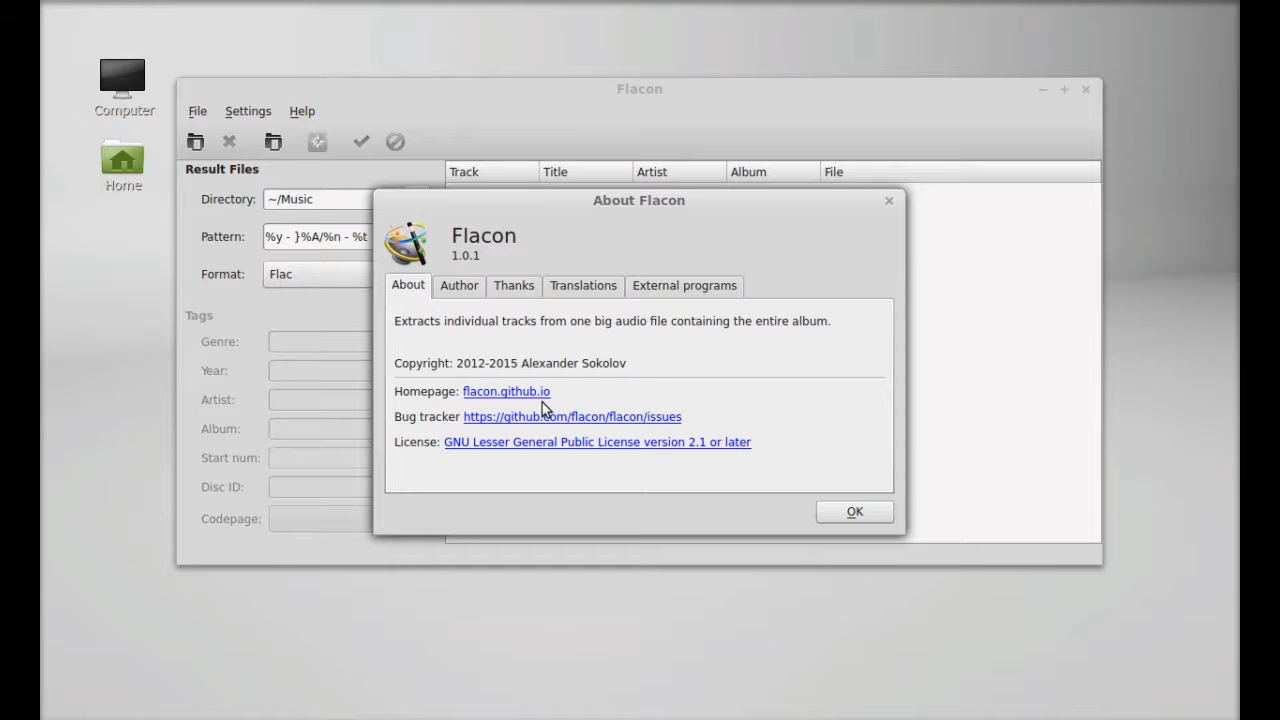 Computer
Home
Flacon
File Settings Help
Result Files
Directory: ~/Music
Pattern: %y - }%A/%n - %t
Format: Flac
Tags
Genre:
Year:
Artist:
Album:
Start num:
Disc ID:
Codepage:
Track Title Artist Album File
About Flacon
Flacon
1.0.1
About Author Thanks Translations External programs
Extracts individual tracks from one big audio file containing the entire album.
Copyright: 2012-2015 Alexander Sokolov
Homepage: flacon.github.io
Bug tracker https://github.com/flacon/flacon/issues
License: GNU Lesser General Public License version 2.1 or later
OK